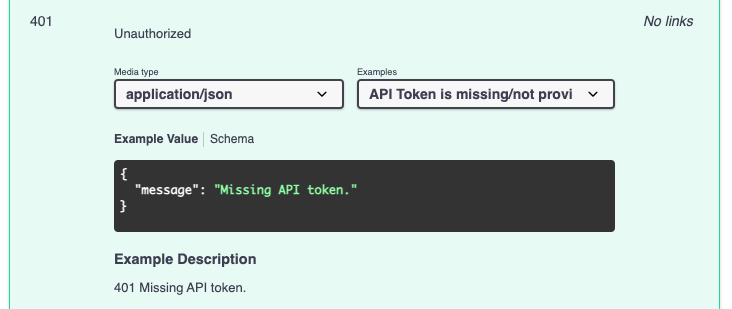 401
No links
Unauthorized
Media type
Examples
application/json
API Token is missing/not provi
Example Value
Schema
{
"message": "Missing API token."
}
Example Description
401 Missing API token.